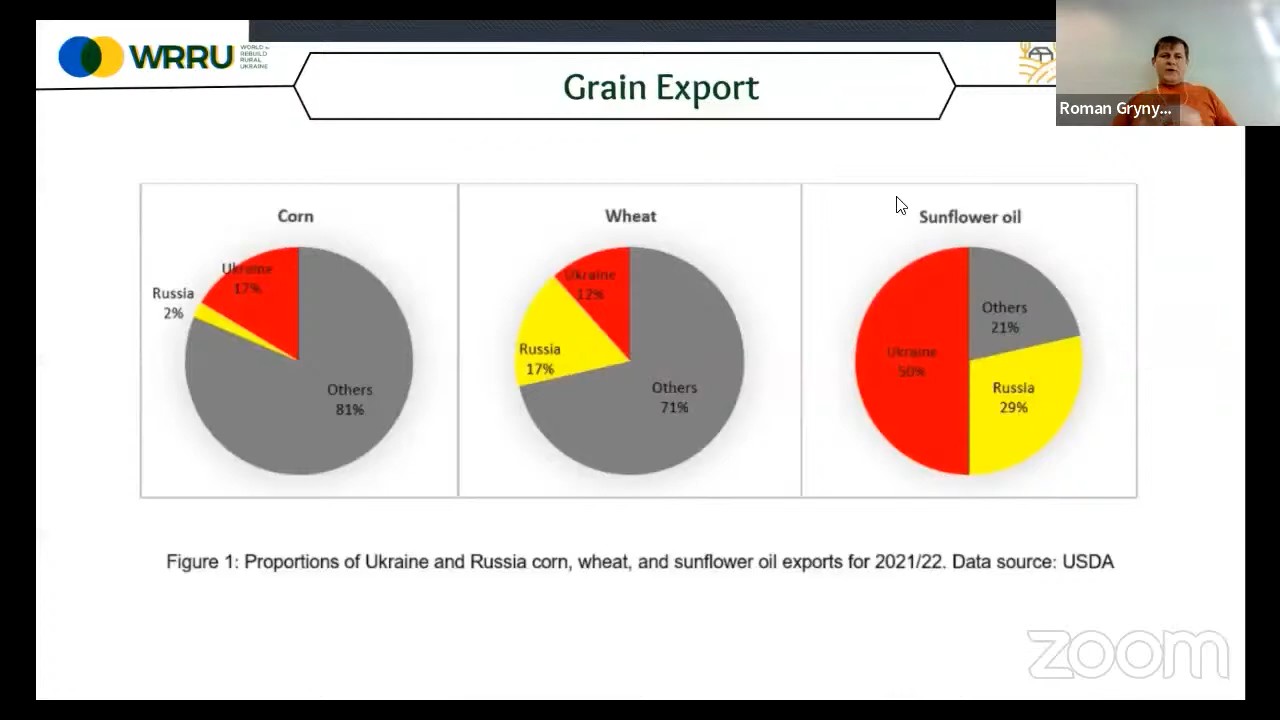 WRRU
WORLD to
REBUILD
RURAL
UKRAINE
Grain Export
Roman Gryny...
Corn
Ukraine
17%
Russia
2%
Others
81%
Wheat
Ukraine
12%
Russia
17%
Others
71%
Sunflower oil
Others
21%
Ukraine
50%
Russia
29%
Figure 1: Proportions of Ukraine and Russia corn, wheat, and sunflower oil exports for 2021/22. Data source: USDA
zoom